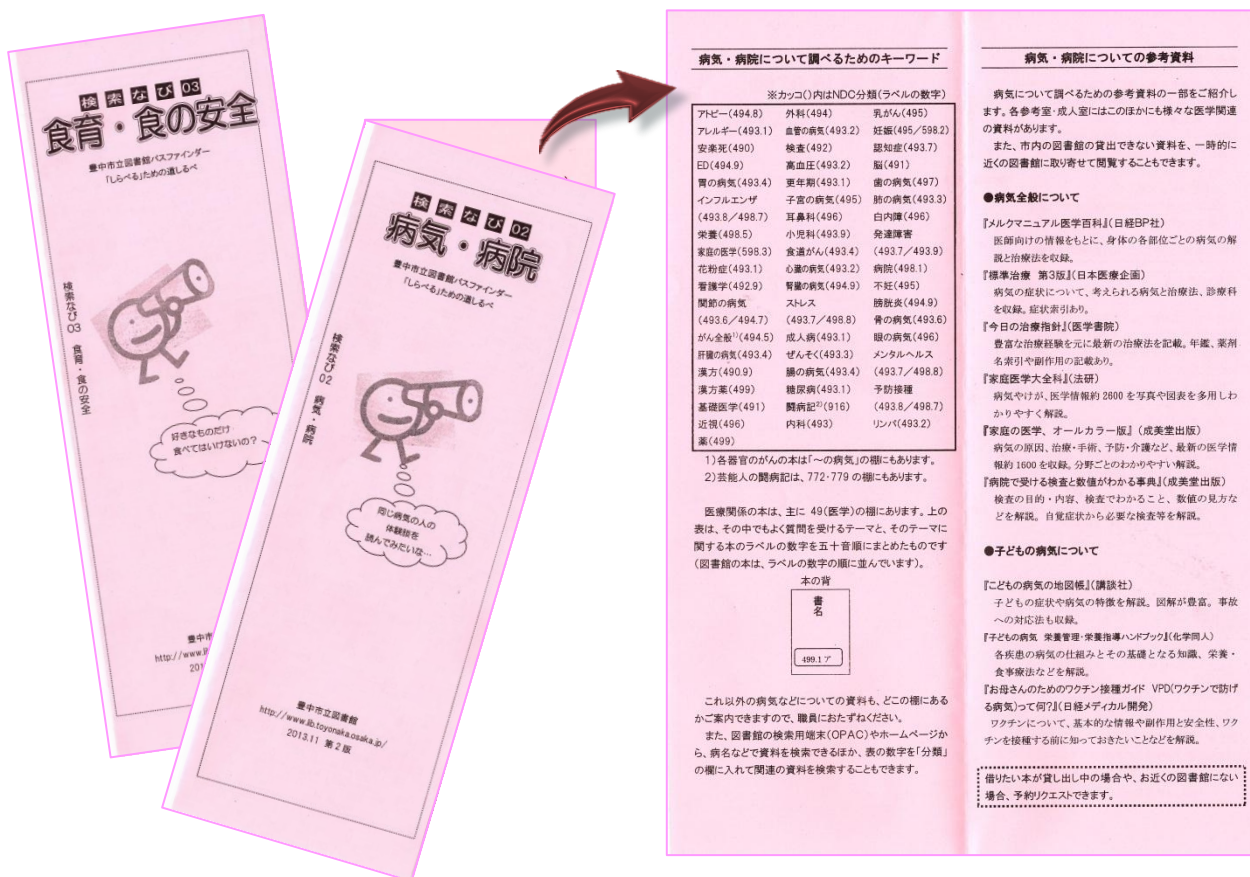 検索なび03
食育・食の安全
豊中市立図書館パスファインダー
「しらべる」ための道しるべ
検索なび03 食育・食の安全
好きなものだけ
食べてはいけないの?
豊中市
http://www.lib
201
検索なび02
病気・病院
豊中市立図書館パスファインダー
「しらべる」ための道しるべ
検索なび02 病気・病院
同じ病気の人の
体験談を
読んでみたいな…
豊中市立図書館
http://www.lib.toyonaka.osaka.jp/
2013.11 第2版
病気・病院について調べるためのキーワード
※カッコ()内はNDC分類(ラベルの数字)
アトピー(494.8)
アレルギー(493.1)
安楽死(490)
ED(494.9)
胃の病気(493.4)
インフルエンザ
(493.8/498.7)
栄養(498.5)
家庭の医学(598.3)
花粉症(493.1)
看護学(492.9)
関節の病気
(493.6/494.7)
がん全般1)(494.5)
肝臓の病気(493.4)
漢方(490.9)
漢方薬(499)
基礎医学(491)
近視(496)
薬(499)
外科(494)
血管の病気(493.2)
検査(492)
高血圧(493.2)
更年期(493.1)
子宮の病気(495)
耳鼻科(496)
小児科(493.9)
食道がん(493.4)
心臓の病気(493.2)
腎臓の病気(494.9)
ストレス
(493.7/498.8)
成人病(493.1)
ぜんそく(493.3)
腸の病気(493.4)
糖尿病(493.1)
闘病記2)(916)
内科(493)
乳がん(495)
妊娠(495/598.2)
認知症(493.7)
脳(491)
歯の病気(497)
肺の病気(493.3)
白内障(496)
発達障害
(493.7/493.9)
病院(498.1)
不妊(495)
膀胱炎(494.9)
骨の病気(493.6)
眼の病気(496)
メンタルヘルス
(493.7/498.8)
予防接種
(493.8/498.7)
リンパ(493.2)
1)各器官のがんの本は「~の病気」の棚にもあります。
2)芸能人の闘病記は、772・779の棚にもあります。
医療関係の本は、主に 49(医学)の棚にあります。上の
表は、その中でもよく質問を受けるテーマと、そのテーマに
関する本のラベルの数字を五十音順にまとめたものです
(図書館の本は、ラベルの数字の順に並んでいます)。
本の背
書名
499.1 ア
これ以外の病気などについての資料も、どこの棚にある
かご案内できますので、職員におたずねください。
また、図書館の検索用端末(OPAC)やホームページか
ら、病名などで資料を検索できるほか、表の数字を「分類」
の欄に入れて関連の資料を検索することもできます。
病気・病院についての参考資料
病気について調べるための参考資料の一部をご紹介し
ます。各参考室・成人室にはこのほかにも様々な医学関連
の資料があります。
また、市内の図書館の貸出できない資料を、一時的に
近くの図書館に取り寄せて閲覧することもできます。
●病気全般について
『メルクマニュアル医学百科』(日経BP社)
医師向けの情報をもとに、身体の各部位ごとの病気の解
説と治療法を収録。
『標準治療 第3版』(日本医療企画)
病気の症状について、考えられる病気と治療法、診療科
を収録。症状索引あり。
『今日の治療指針』(医学書院)
豊富な治療経験を元に最新の治療法を記載。年鑑、薬剤
名索引や副作用の記載あり。
『家庭医学大全科』(法研)
病気やけが、医学情報約2600を写真や図表を多用しわ
かりやすく解説。
『家庭の医学、オールカラー版』(成美堂出版)
病気の原因、治療・手術、予防・介護など、最新の医学情
報約1600を収録。分野ごとのわかりやすい解説。
『病院で受ける検査と数値がわかる事典』(成美堂出版)
検査の目的・内容、検査でわかること、数値の見方な
どを解説。自覚症状から必要な検査等を解説。
●子どもの病気について
『こどもの病気の地図帳』(講談社)
子どもの症状や病気の特徴を解説。図解が豊富。事故
への対応法も収録。
『子どもの病気 栄養管理・栄養指導ハンドブック』(化学同人)
各疾患の病気の仕組みとその基礎となる知識、栄養・
食事療法などを解説。
『お母さんのためのワクチン接種ガイド VPD(ワクチンで防げ
る病気)って何?』(日経メディカル開発)
ワクチンについて、基本的な情報や副作用と安全性、ワク
チンを接種する前に知っておきたいことなどを解説。
借りたい本が貸し出し中の場合や、お近くの図書館にない
場合、予約リクエストできます。